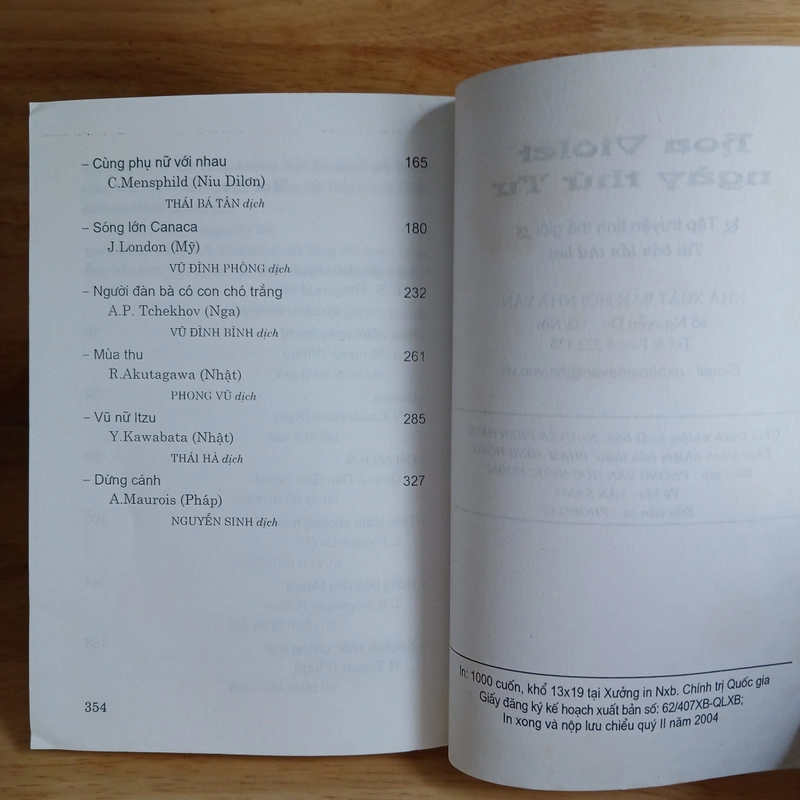 – Cùng phụ nữ với nhau 165
C.Mensphild (Niu Dilơn)
THÁI BÁ TÂN dịch
– Sóng lớn Canaca 180
J.London (Mỹ)
VŨ ĐÌNH PHÒNG dịch
– Người đàn bà có con chó trắng 232
A.P. Tchekhov (Nga)
VŨ ĐÌNH BÌNH dịch
– Mùa thu 261
R.Akutagawa (Nhật)
PHONG VŨ dịch
– Vũ nữ Itzu 285
Y.Kawabata (Nhật)
THÁI HÀ dịch
– Dừng cánh 327
A.Maurois (Pháp)
NGUYỄN SINH dịch
354
In: 1000 cuốn, khổ 13x19 tại Xưởng in Nxb. Chính trị Quốc gia
Giấy đăng ký kế hoạch xuất bản số: 62/407XB-QLXB;
In xong và nộp lưu chiểu quý II năm 2004